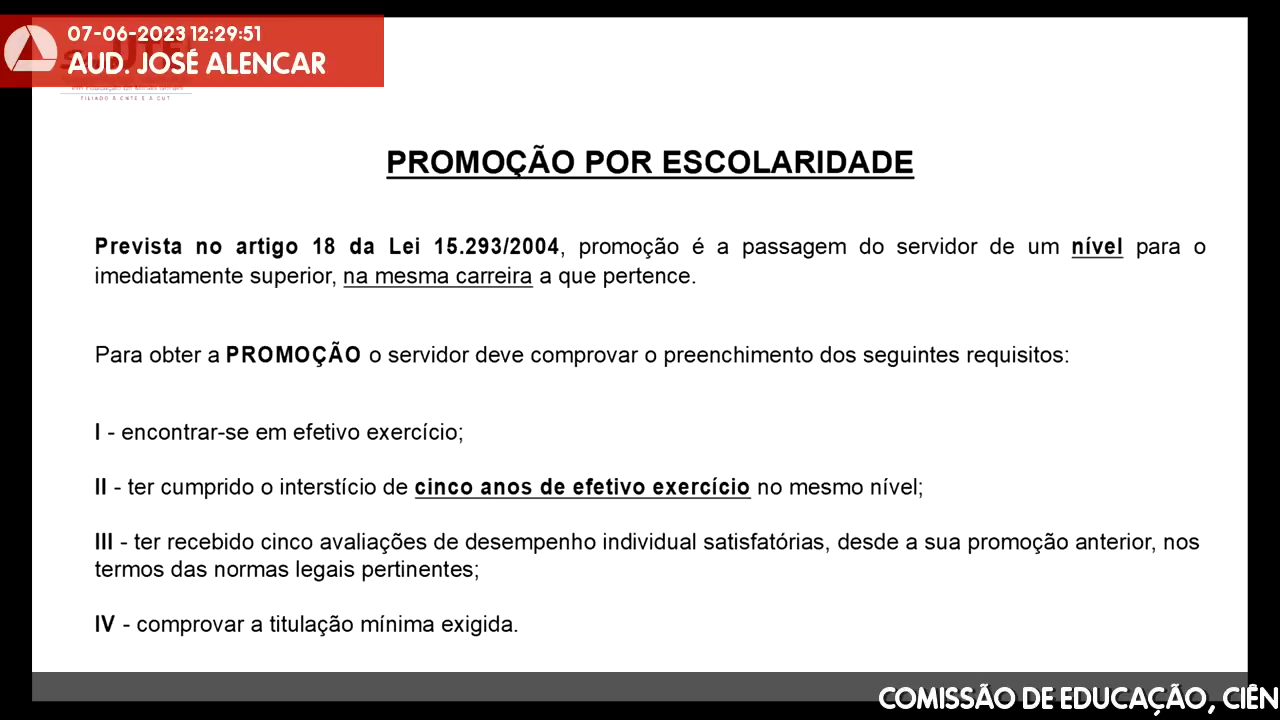 07-06-2023 12:29:51
AUD. JOSÉ ALENCAR
FILIADO À CNTE E À CUT
PROMOÇÃO POR ESCOLARIDADE
Prevista no artigo 18 da Lei 15.293/2004, promoção é a passagem do servidor de um nível para o
imediatamente superior, na mesma carreira a que pertence.
Para obter a PROMOÇÃO o servidor deve comprovar o preenchimento dos seguintes requisitos:
I - encontrar-se em efetivo exercício;
II - ter cumprido o interstício de cinco anos de efetivo exercício no mesmo nível;
III - ter recebido cinco avaliações de desempenho individual satisfatórias, desde a sua promoção anterior, nos
termos das normas legais pertinentes;
IV - comprovar a titulação mínima exigida.
COMISSÃO DE EDUCAÇÃO, CIÊN